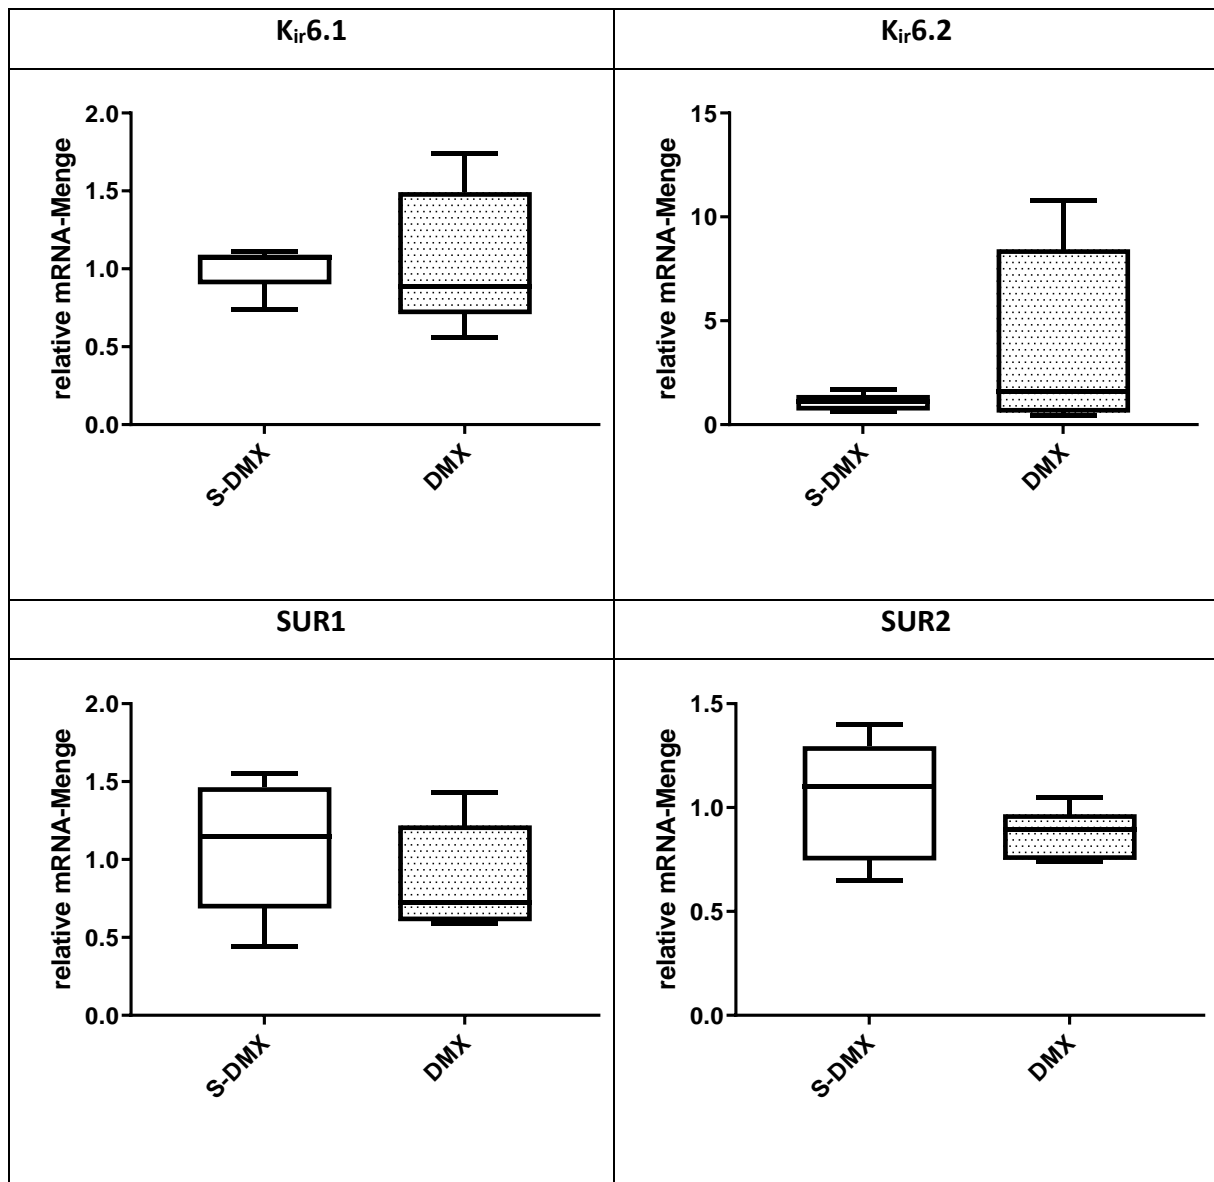 K_ir6.1
K_ir6.2
relative mRNA-Menge
2.0
1.5
1.0
0.5
0.0
S-DMX
DMX
relative mRNA-Menge
15
10
5
0
S-DMX
DMX
SUR1
SUR2
relative mRNA-Menge
2.0
1.5
1.0
0.5
0.0
S-DMX
DMX
relative mRNA-Menge
1.5
1.0
0.5
0.0
S-DMX
DMX